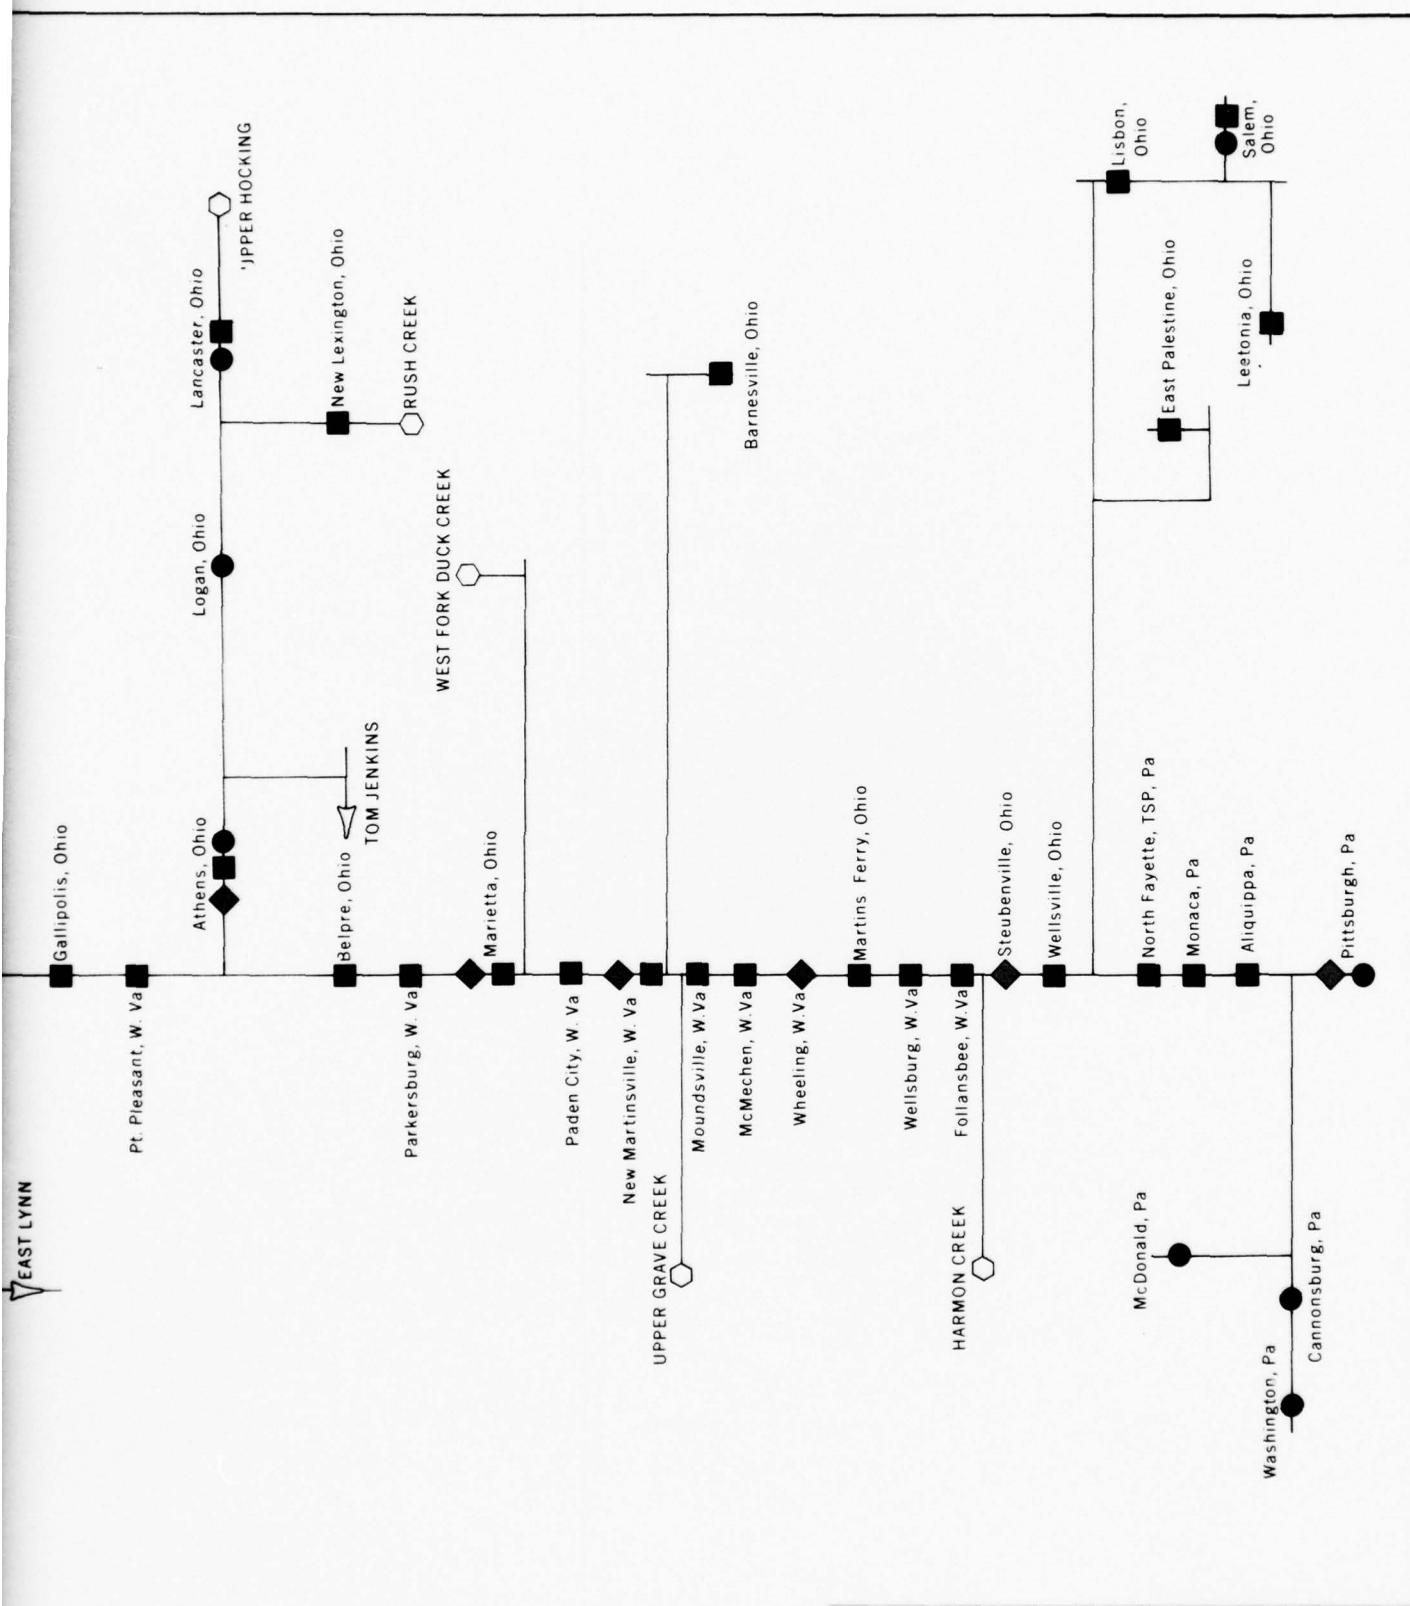 EAST LYNN
Gallipolis, Ohio
Pt. Pleasant, W. Va
Athens, Ohio
Logan, Ohio
Lancaster, Ohio
UPPER HOCKING
New Lexington, Ohio
RUSH CREEK
TOM JENKINS
Belpre, Ohio
Parkersburg, W. Va
WEST FORK DUCK CREEK
Marietta, Ohio
Paden City, W. Va
New Martinsville, W. Va
UPPER GRAVE CREEK
Barnesville, Ohio
Moundsville, W.Va
McMechen, W.Va
Wheeling, W.Va
Martins Ferry, Ohio
Wellsburg, W.Va
Follansbee, W.Va
HARMON CREEK
Steubenville, Ohio
Wellsville, Ohio
Lisbon,
Ohio
Salem,
Ohio
East Palestine, Ohio
Leetonia, Ohio
North Fayette, TSP, Pa
Monaca, Pa
Aliquippa, Pa
McDonald, Pa
Cannonsburg, Pa
Washington, Pa
Pittsburgh, Pa